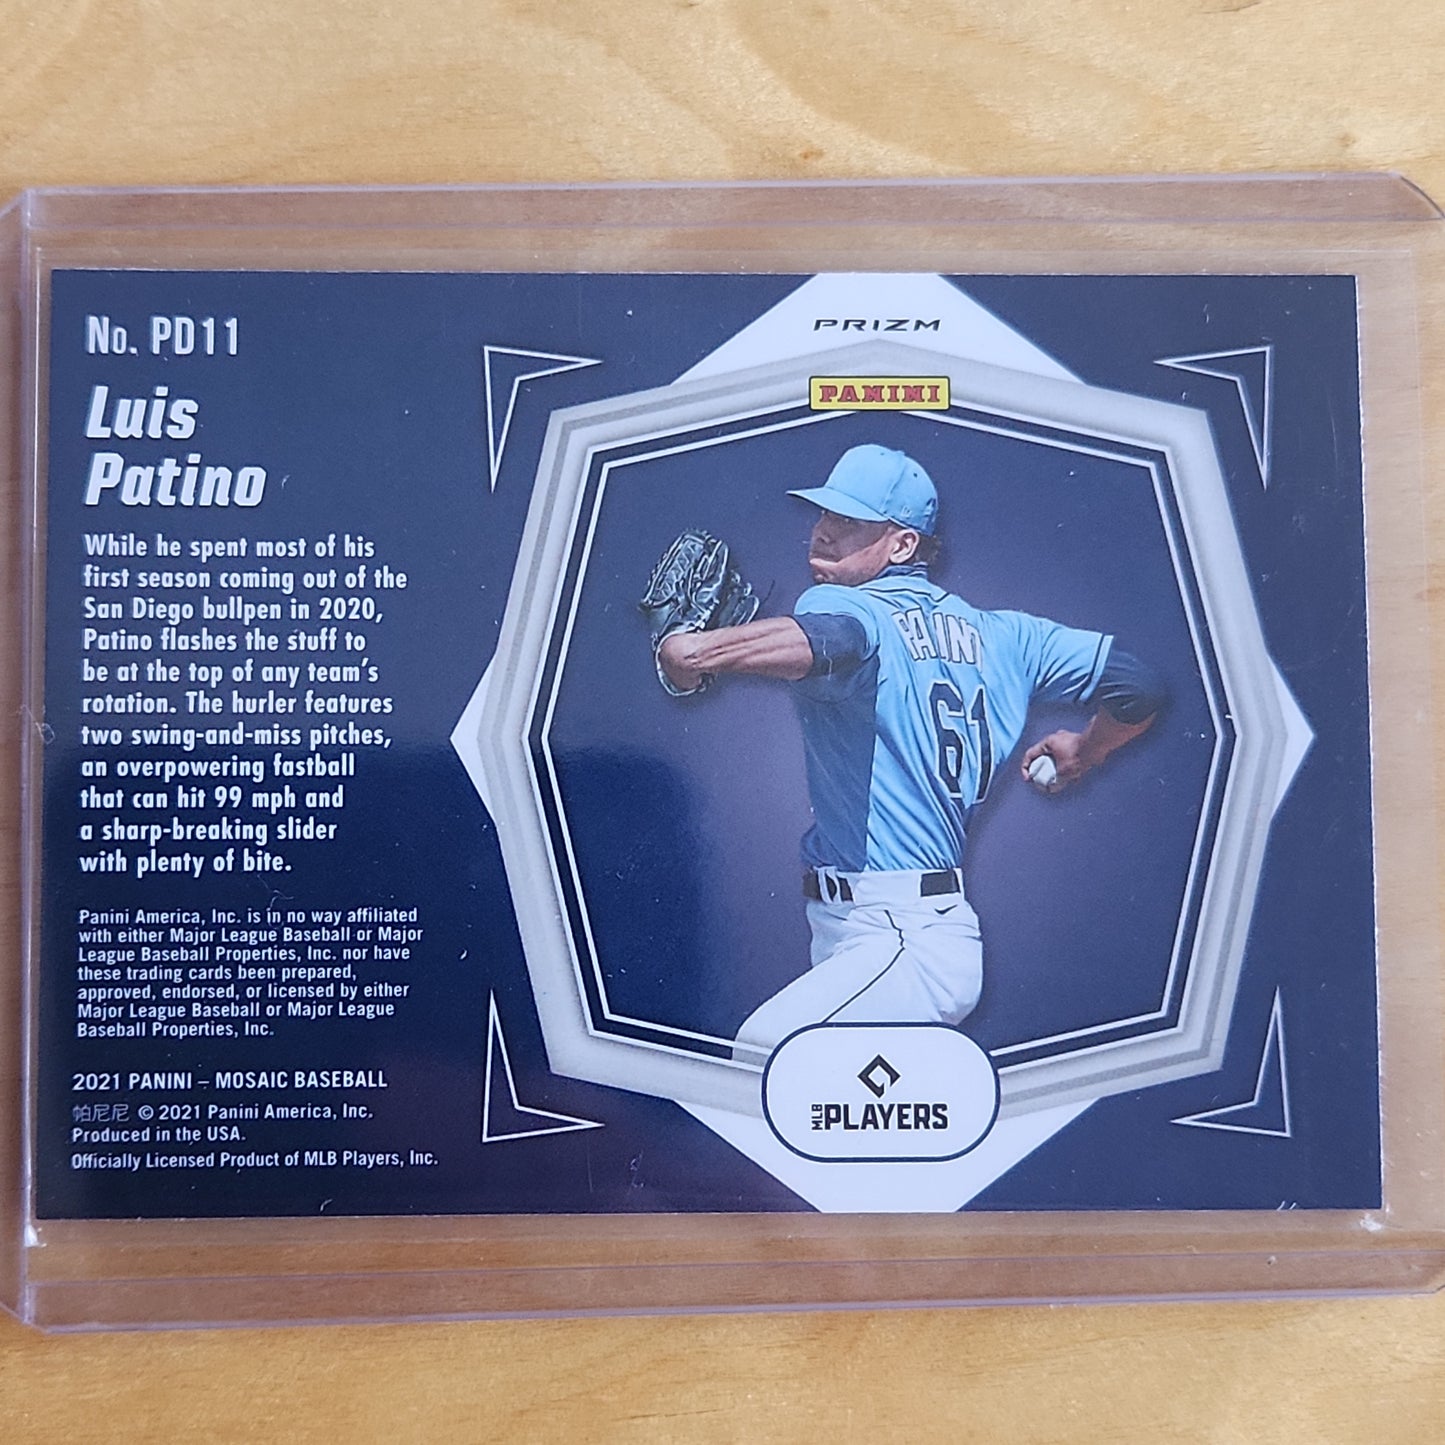 No. PD11
Luis
Patino
While he spent most of his
first season coming out of the
San Diego bullpen in 2020,
Patino flashes the stuff to
be at the top of any team's
rotation. The hurler features
two swing-and-miss pitches,
an overpowering fastball
that can hit 99 mph and
a sharp-breaking slider
with plenty of bite.
Panini America, Inc. is in no way affiliated
with either Major League Baseball or Major
League Baseball Properties, Inc. nor have
these trading cards been prepared,
approved, endorsed, or licensed by either
Major League Baseball or Major League
Baseball Properties, Inc.
2021 PANINI – MOSAIC BASEBALL
帕尼尼 © 2021 Panini America, Inc.
Produced in the USA.
Officially Licensed Product of MLB Players, Inc.
PRIZM
PANINI
61
MLB PLAYERS